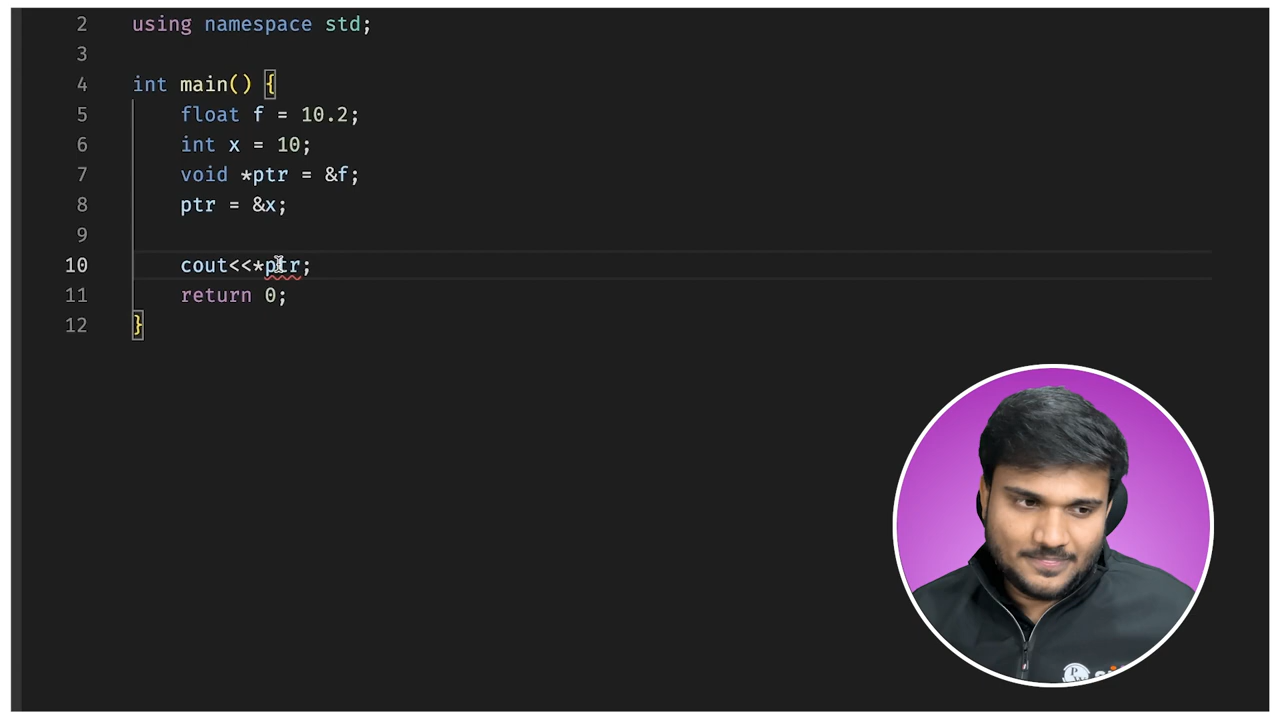 2 using namespace std;
3
4 int main() {
5 float f = 10.2;
6 int x = 10;
7 void *ptr = &f;
8 ptr = &x;
9
10 cout<<*ptr;
11 return 0;
12 }